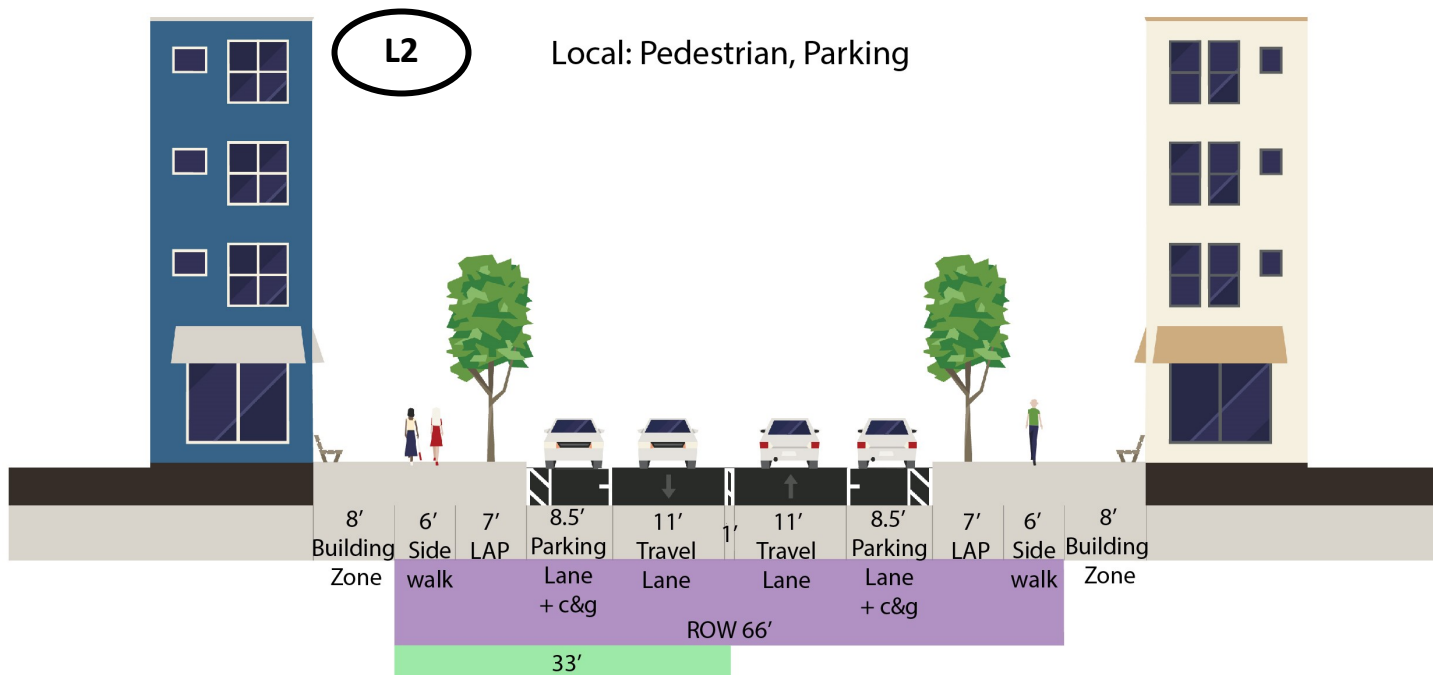 L2
Local: Pedestrian, Parking
8’
Building
Zone
6’
Side
walk
7’
LAP
8.5’
Parking
Lane
+ c&g
11’
Travel
Lane
1’
11’
Travel
Lane
8.5’
Parking
Lane
+ c&g
7’
LAP
6’
Side
walk
8’
Building
Zone
ROW 66’
33’